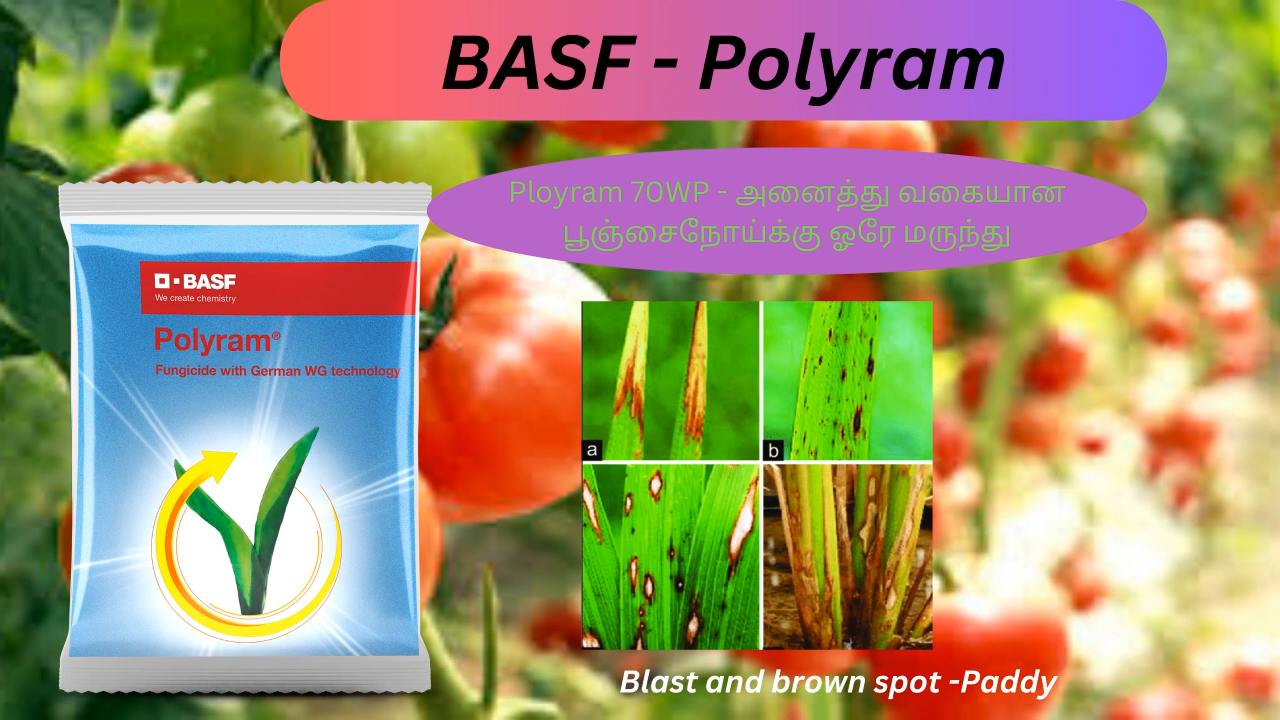 BASF - Polyram
Ployram 70WP - அனைத்து வகையான
பூஞ்சைநோய்க்கு ஓரே மருந்து
BASF
We create chemistry
Polyram®
Fungicide with German WG technology
a
b
Blast and brown spot -Paddy